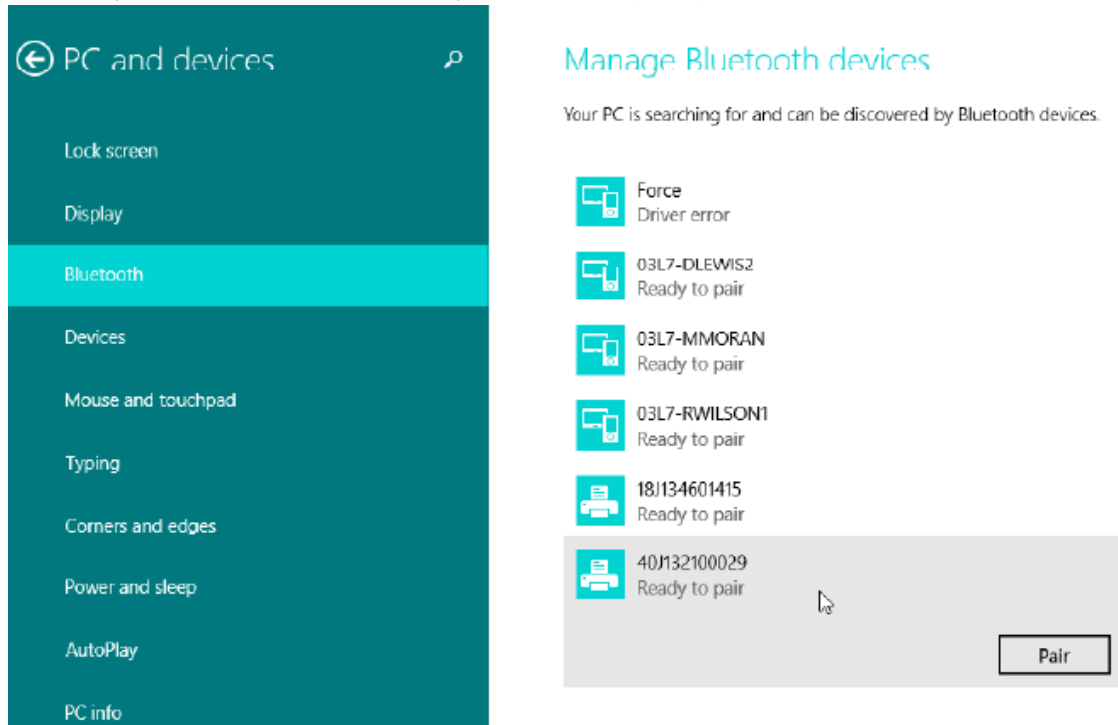 PC and devices
Lock screen
Display
Bluetooth
Devices
Mouse and touchpad
Typing
Corners and edges
Power and sleep
AutoPlay
PC info
Manage Bluetooth devices
Your PC is searching for and can be discovered by Bluetooth devices.
Force
Driver error
03L7-DLEWIS2
Ready to pair
03L7-MMORAN
Ready to pair
03L7-RWILSON1
Ready to pair
18J134601415
Ready to pair
40J132100029
Ready to pair
Pair